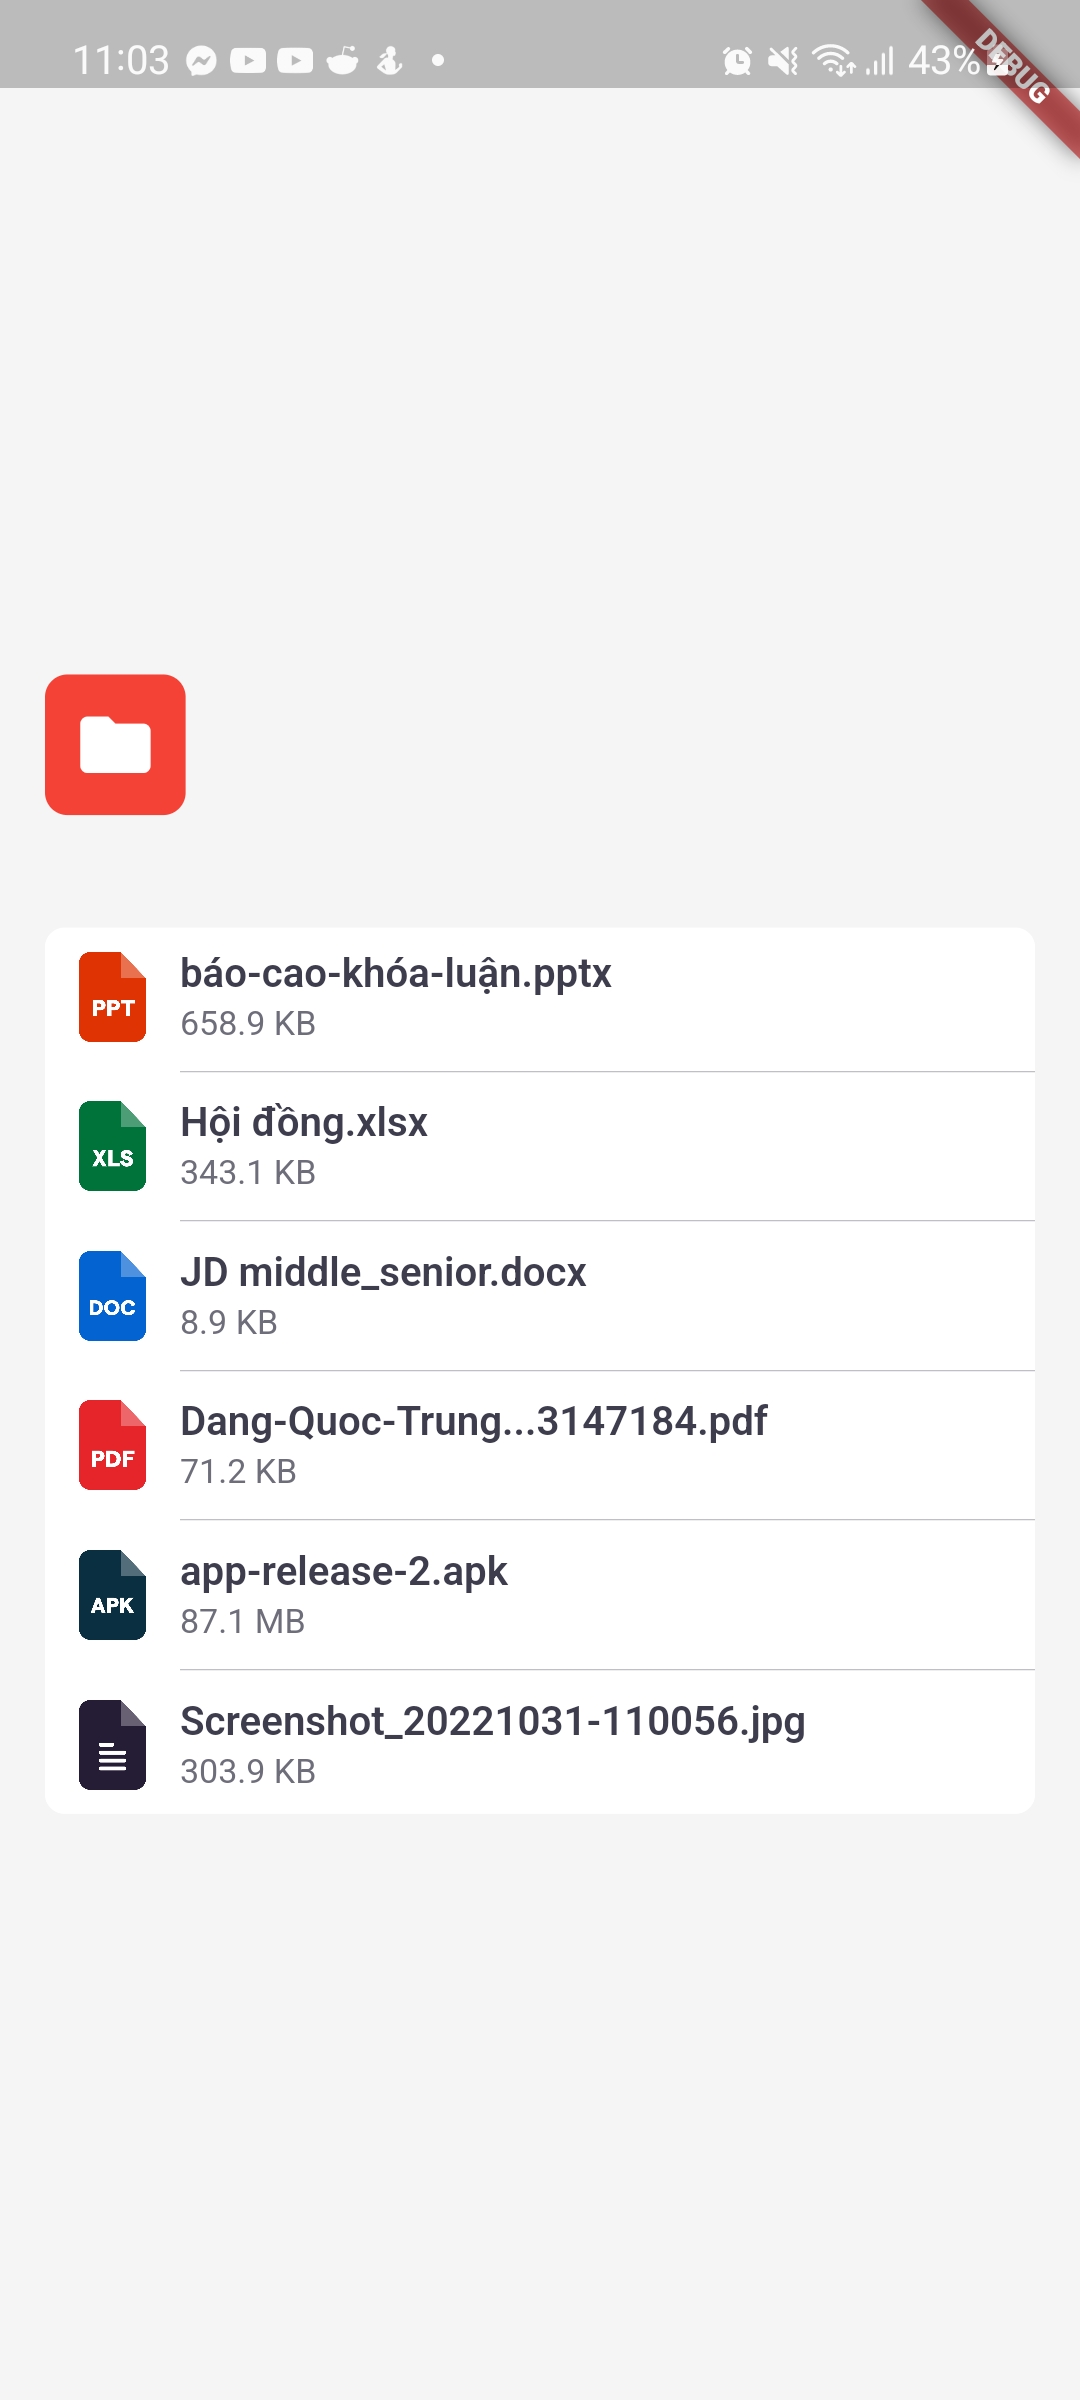 11:03
43%
DEBUG
báo-cao-khóa-luận.pptx
PPT
658.9 KB
Hội đồng.xlsx
XLS
343.1 KB
JD middle_senior.docx
DOC
8.9 KB
Dang-Quoc-Trung...3147184.pdf
PDF
71.2 KB
app-release-2.apk
APK
87.1 MB
Screenshot_20221031-110056.jpg
303.9 KB